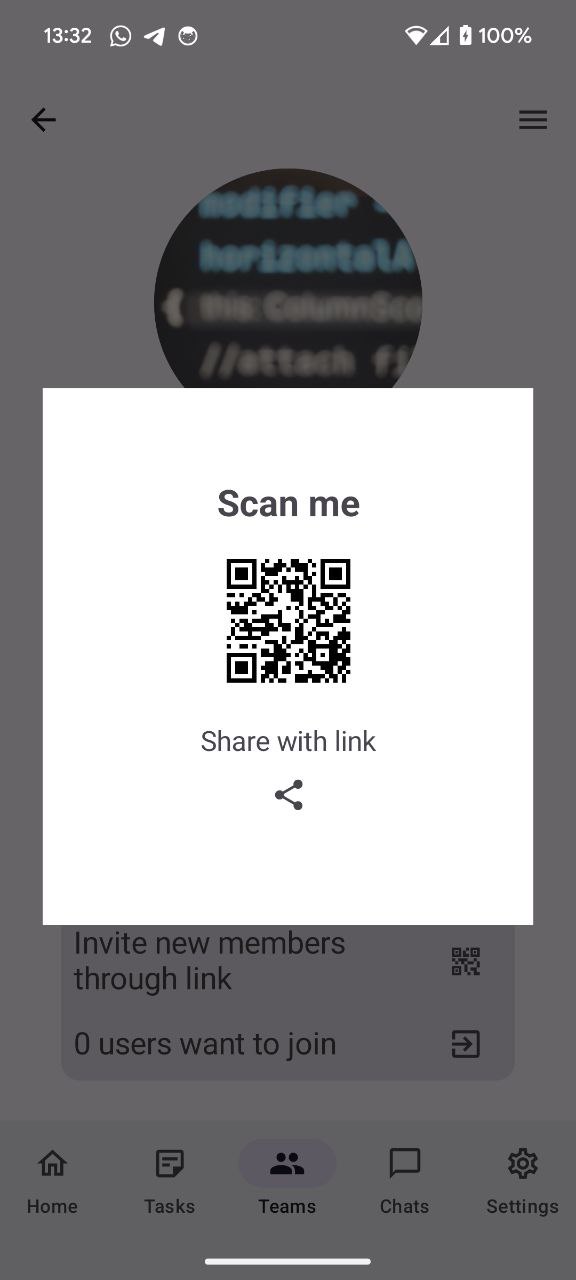 13:32
100%
modifier
horizontalA
{ this:ColumnSco
//attach fi
Scan me
Share with link
Invite new members
through link
0 users want to join
Home
Tasks
Teams
Chats
Settings